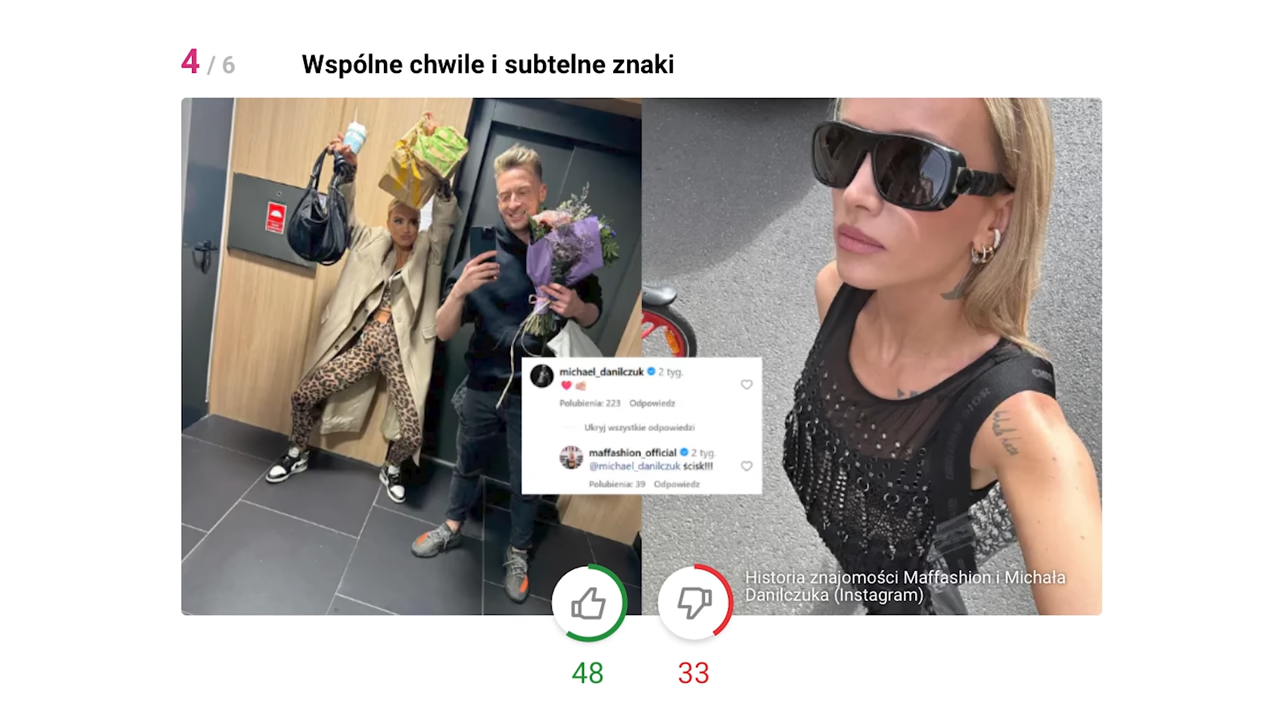 4 / 6
Wspólne chwile i subtelne znaki
michael_danilczuk 2 tyg.
Polubienia: 223 Odpowiedz
Ukryj wszystkie odpowiedzi
maffashion_official 2 tyg.
@michael_danilczuk ścisk!!!
Polubienia: 39 Odpowiedz
Historia znajomości Maffashion i Michała
Danilczuka (Instagram)
48
33